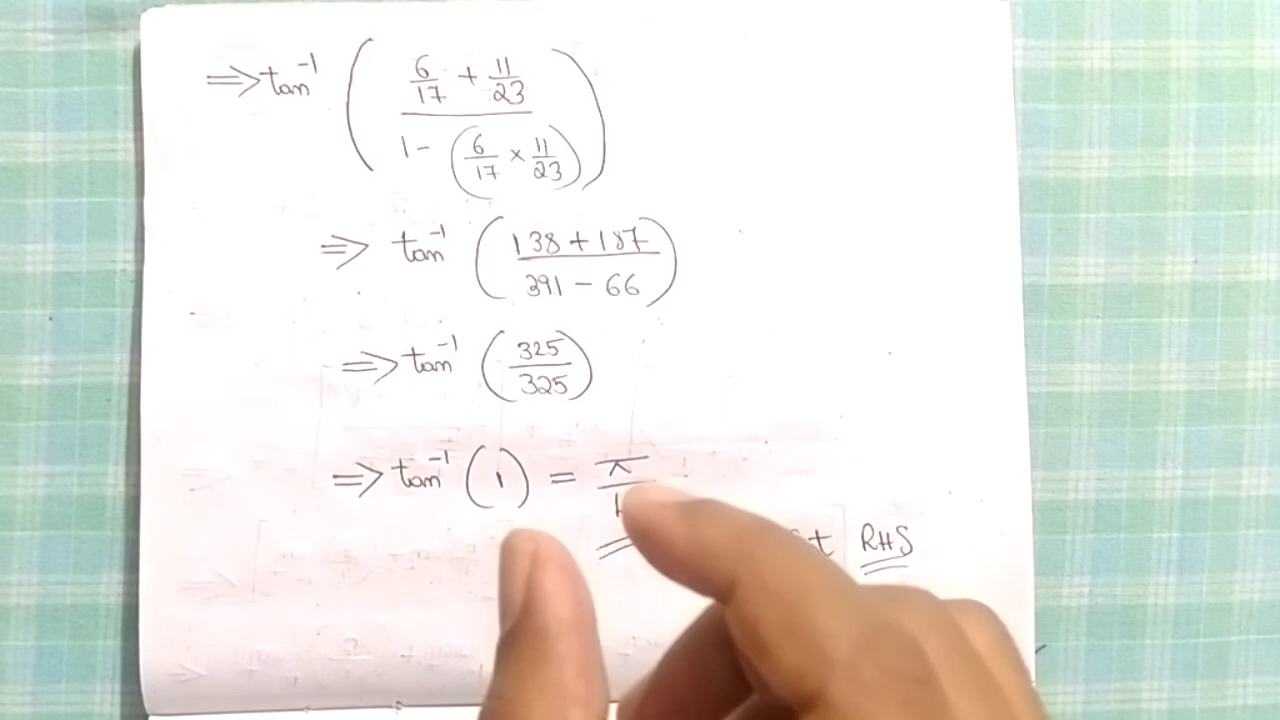 ⇒ tan⁻¹ ( (6/17 + 11/23) / (1 - (6/17 × 11/23)) )
⇒ tan⁻¹ ( (138 + 187) / (391 - 66) )
⇒ tan⁻¹ ( 325 / 325 )
⇒ tan⁻¹ (1) = π
RHS